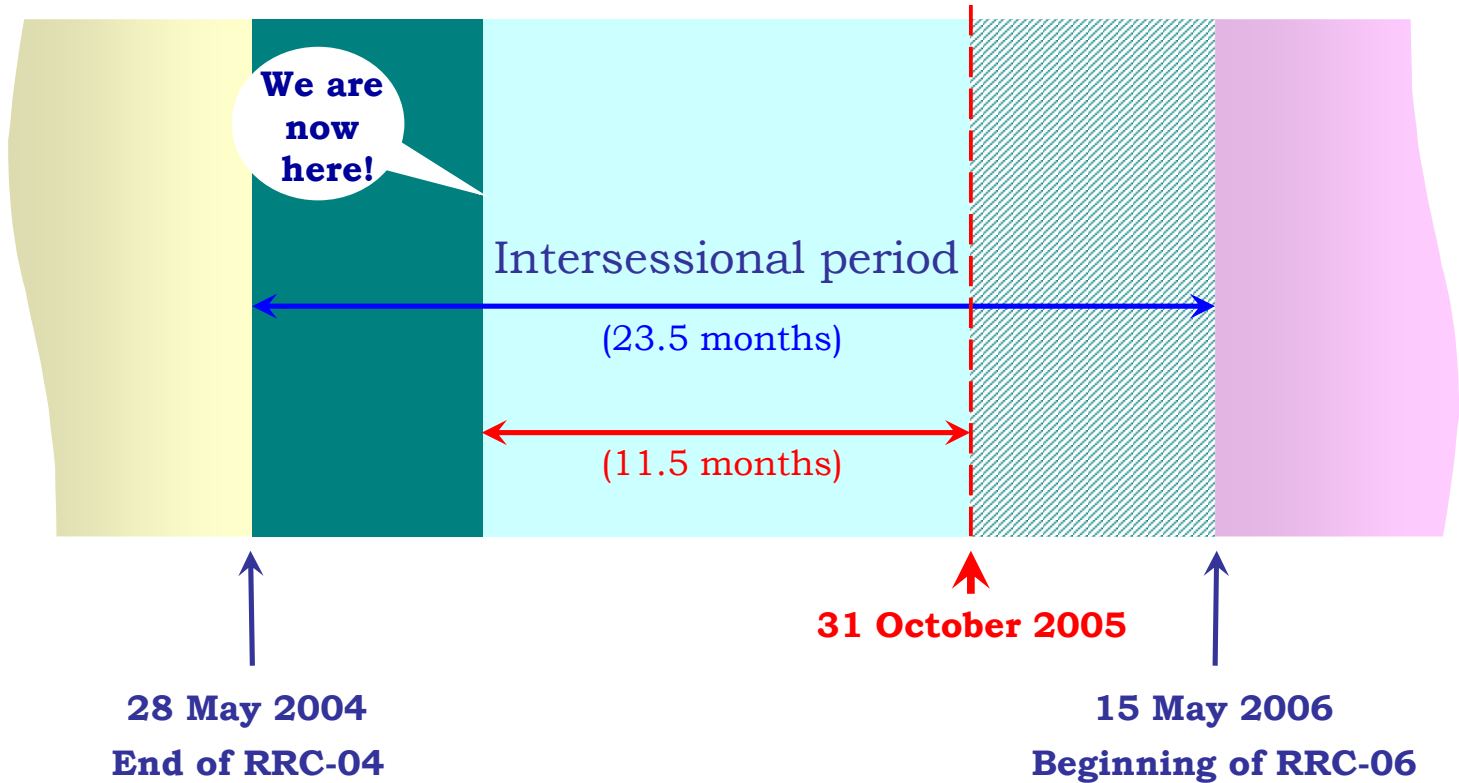 We are
now
here!
Intersessional period
(23.5 months)
(11.5 months)
31 October 2005
28 May 2004
End of RRC-04
15 May 2006
Beginning of RRC-06